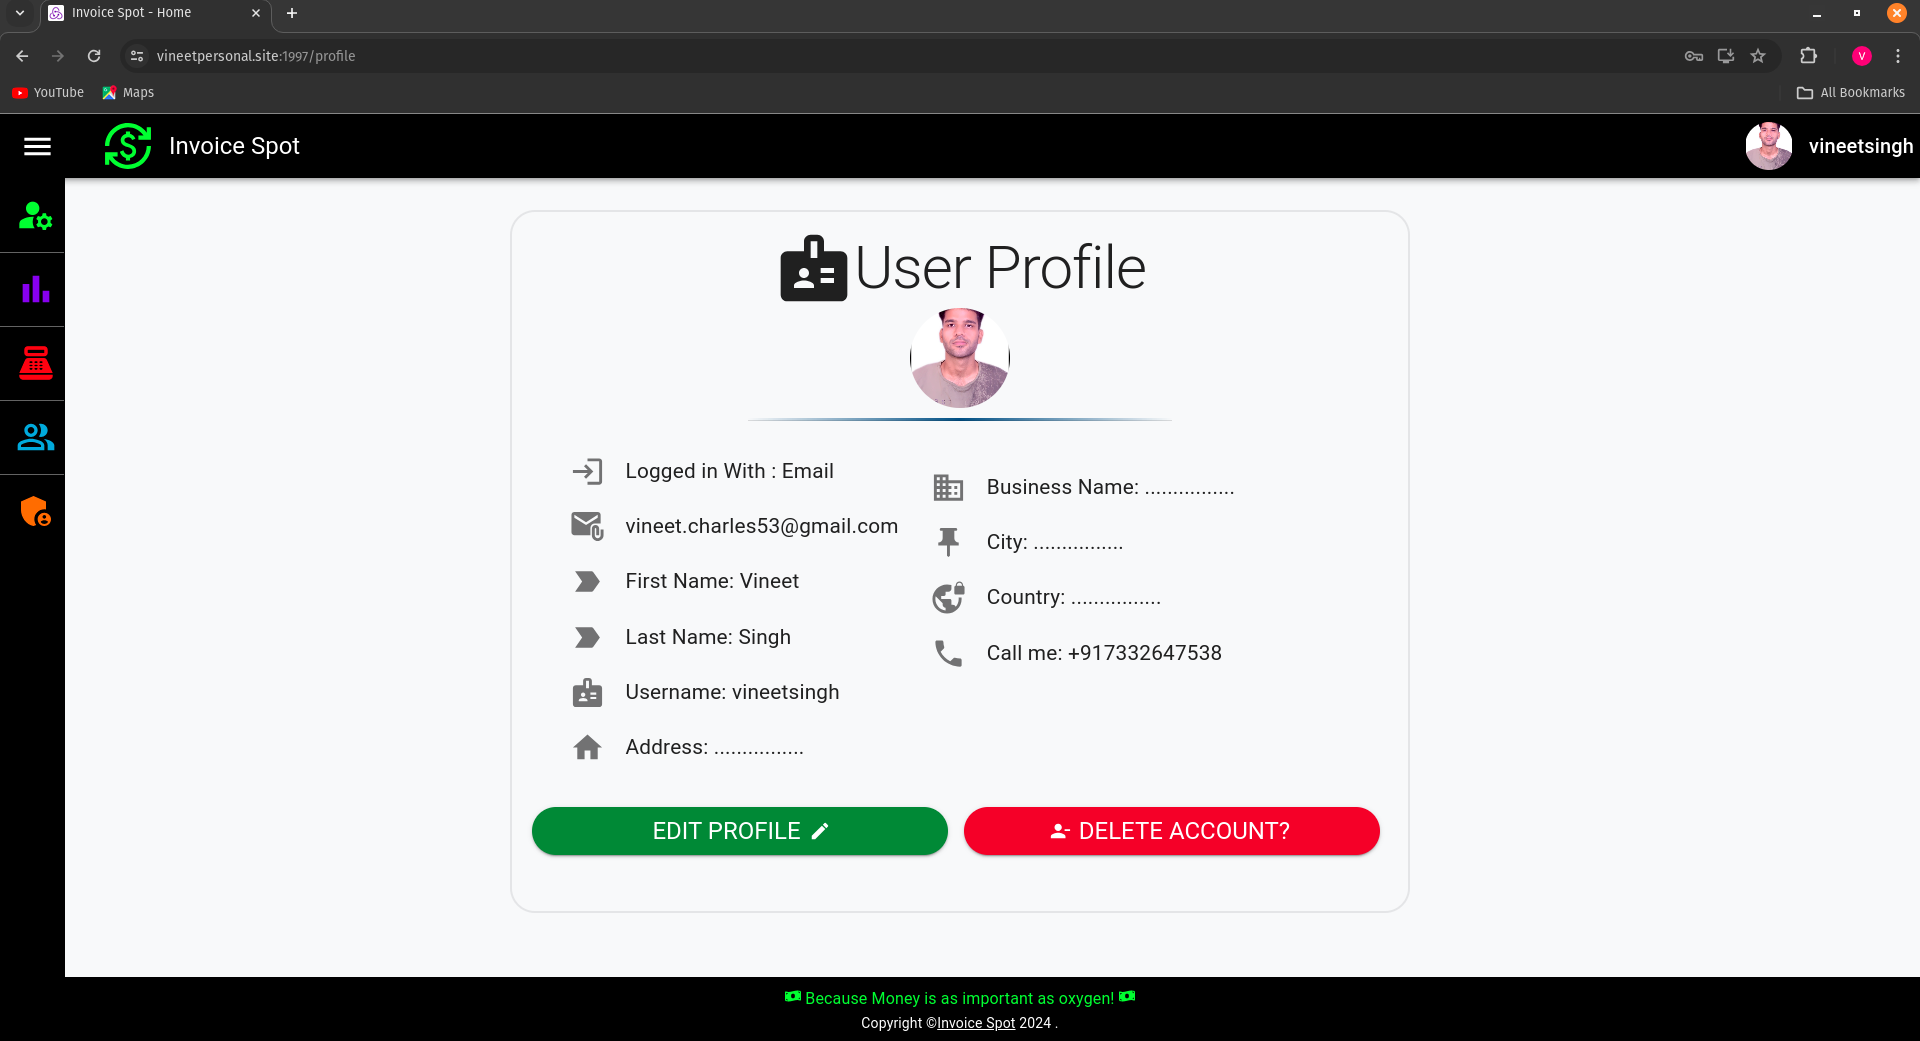 Invoice Spot - Home
vineetpersonal.site:1997/profile
V
YouTube
Maps
All Bookmarks
Invoice Spot
vineetsingh
User Profile
Logged in With : Email
vineet.charles53@gmail.com
First Name: Vineet
Last Name: Singh
Username: vineetsingh
Address: ................
Business Name: ................
City: ................
Country: ................
Call me: +917332647538
EDIT PROFILE
DELETE ACCOUNT?
Because Money is as important as oxygen!
Copyright ©Invoice Spot 2024 .